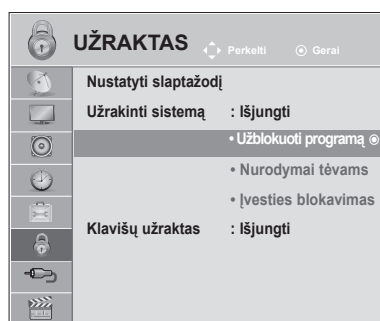 UŽRAKTAS Perkelti Gerai
Nustatyti slaptažodį
Užrakinti sistemą : Išjungti
• Užblokuoti programą
• Nurodymai tėvams
• Įvesties blokavimas
Klavišų užraktas : Išjungti